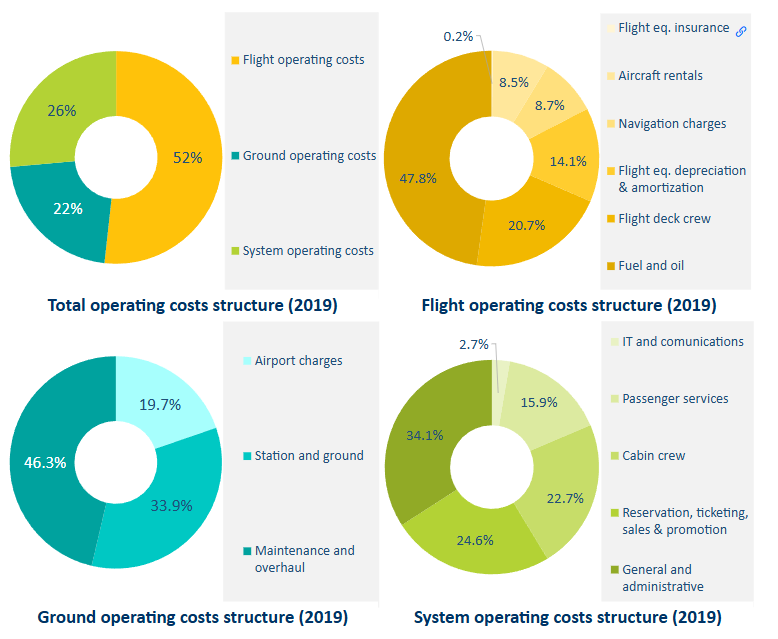 26%
52%
22%
Flight operating costs
Ground operating costs
System operating costs
Total operating costs structure (2019)
0.2%
8.5%
8.7%
14.1%
20.7%
47.8%
Flight eq. insurance
Aircraft rentals
Navigation charges
Flight eq. depreciation
& amortization
Flight deck crew
Fuel and oil
Flight operating costs structure (2019)
19.7%
46.3%
33.9%
Airport charges
Station and ground
Maintenance and
overhaul
Ground operating costs structure (2019)
2.7%
15.9%
34.1%
22.7%
24.6%
IT and comunications
Passenger services
Cabin crew
Reservation, ticketing,
sales & promotion
General and
administrative
System operating costs structure (2019)